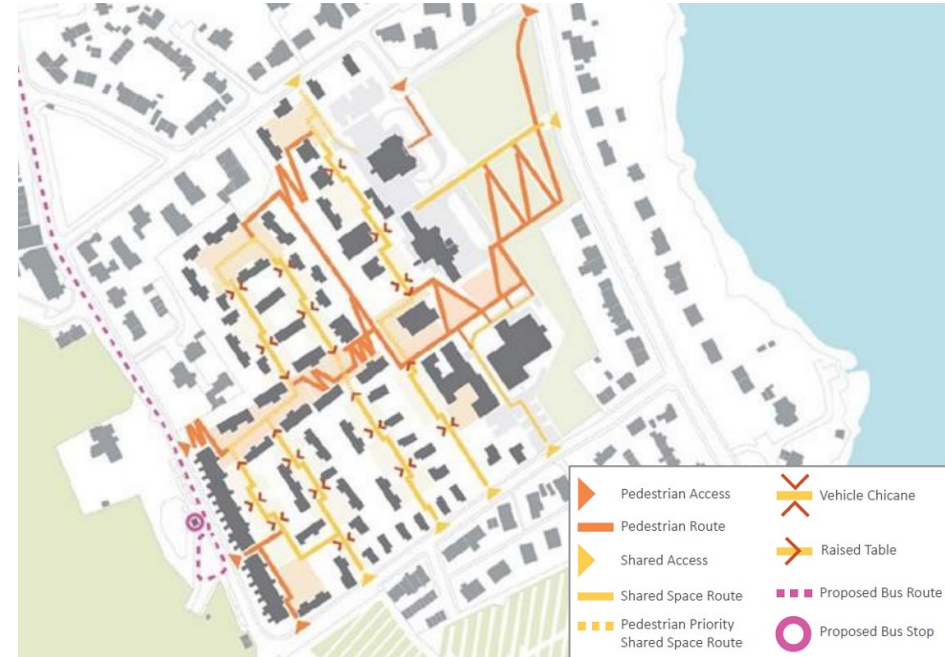 Pedestrian Access
Pedestrian Route
Shared Access
Shared Space Route
Pedestrian Priority
Shared Space Route
Vehicle Chicane
Raised Table
Proposed Bus Route
Proposed Bus Stop